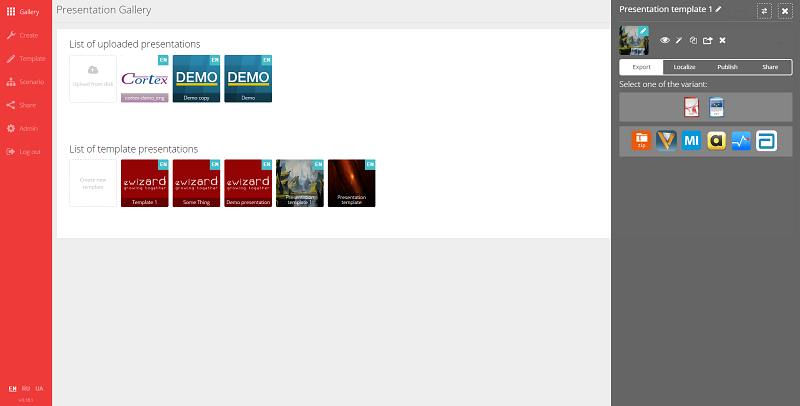 Gallery
Create
Template
Scenario
Share
Admin
Log out
EN RU UA
Presentation Gallery
List of uploaded presentations
Upload from disk
EN
Cortex
cortex-demo_eng
EN
DEMO
Demo copy
EN
DEMO
Demo
List of template presentations
Create new
template
EN
ewizard
growing together
Template 1
EN
ewizard
growing together
Some Thing
EN
ewizard
growing together
Demo presentation
EN
Presentation
template 1
EN
Presentation
template
Presentation template 1
Export
Localize
Publish
Share
Select one of the variant:
zip
MI
a